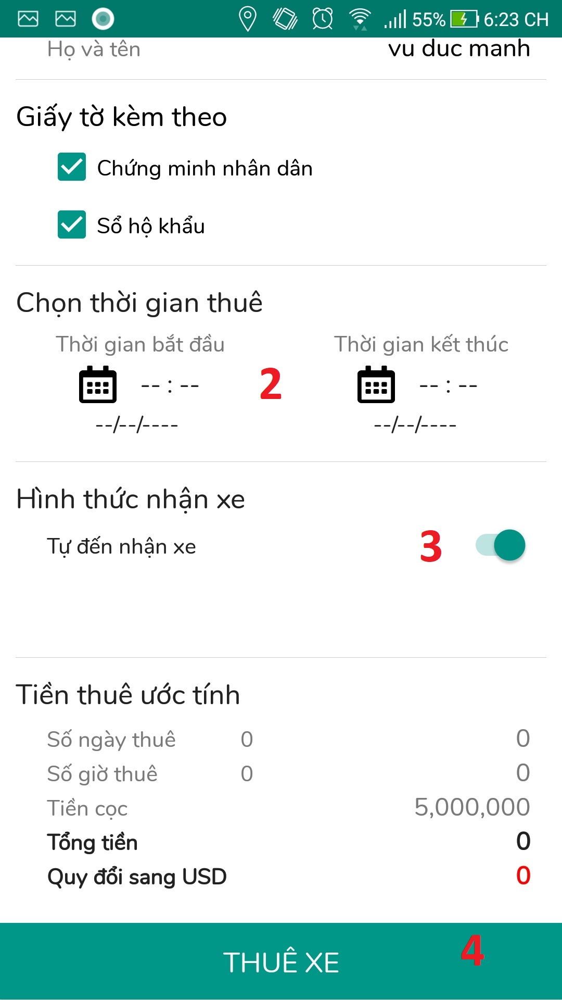 55% 6:23 CH
Họ và tên vu duc manh
Giấy tờ kèm theo
Chứng minh nhân dân
Sổ hộ khẩu
Chọn thời gian thuê
Thời gian bắt đầu Thời gian kết thúc
-- : -- 2 -- : --
--/--/---- --/--/----
Hình thức nhận xe
Tự đến nhận xe 3
Tiền thuê ước tính
Số ngày thuê 0 0
Số giờ thuê 0 0
Tiền cọc 5,000,000
Tổng tiền 0
Quy đổi sang USD 0
THUÊ XE 4